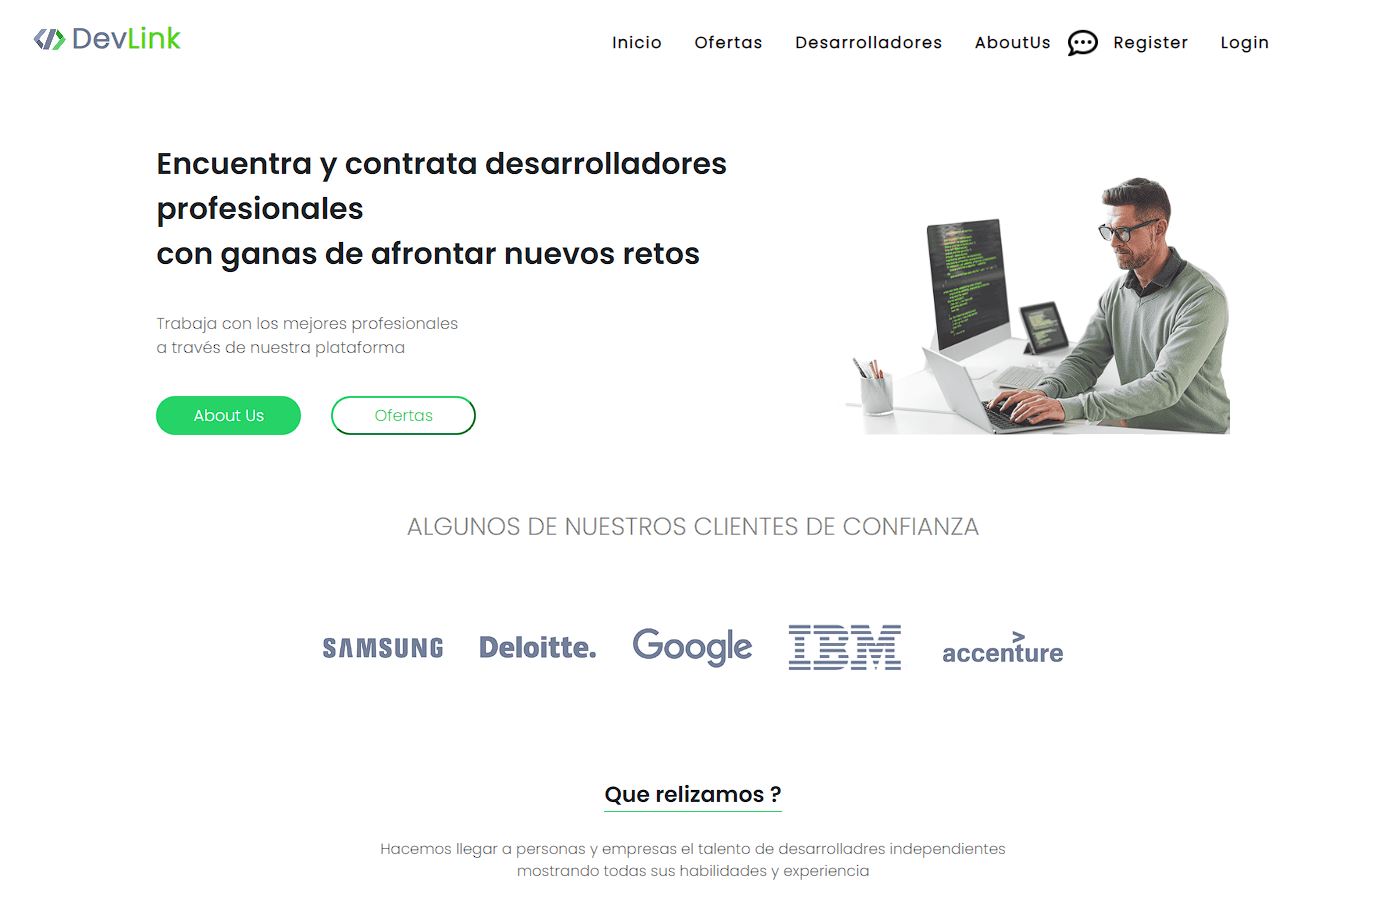 DevLink
Inicio Ofertas Desarrolladores AboutUs Register Login
Encuentra y contrata desarrolladores
profesionales
con ganas de afrontar nuevos retos
Trabaja con los mejores profesionales
a través de nuestra plataforma
About Us Ofertas
ALGUNOS DE NUESTROS CLIENTES DE CONFIANZA
SAMSUNG Deloitte. Google IBM accenture
Que relizamos ?
Hacemos llegar a personas y empresas el talento de desarrolladres independientes
mostrando todas sus habilidades y experiencia